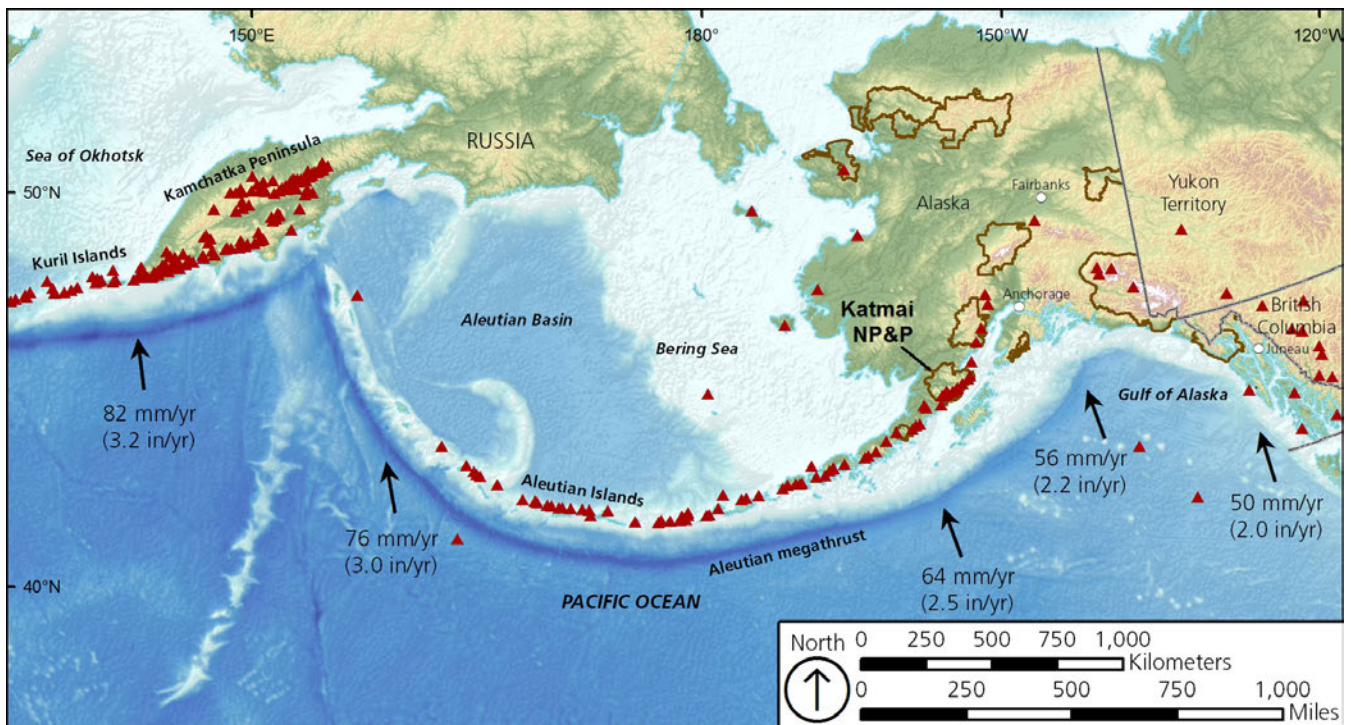 150°E
180°
150°W
120°W
Sea of Okhotsk
Kamchatka Peninsula
RUSSIA
50°N
Kuril Islands
Fairbanks
Alaska
Yukon
Territory
Aleutian Basin
Bering Sea
Katmai
NP&P
Anchorage
British
Columbia
Juneau
Gulf of Alaska
82 mm/yr
(3.2 in/yr)
76 mm/yr
(3.0 in/yr)
Aleutian Islands
Aleutian megathrust
56 mm/yr
(2.2 in/yr)
50 mm/yr
(2.0 in/yr)
64 mm/yr
(2.5 in/yr)
40°N
PACIFIC OCEAN
North
0 250 500 750 1,000
Kilometers
0 250 500 750 1,000
Miles